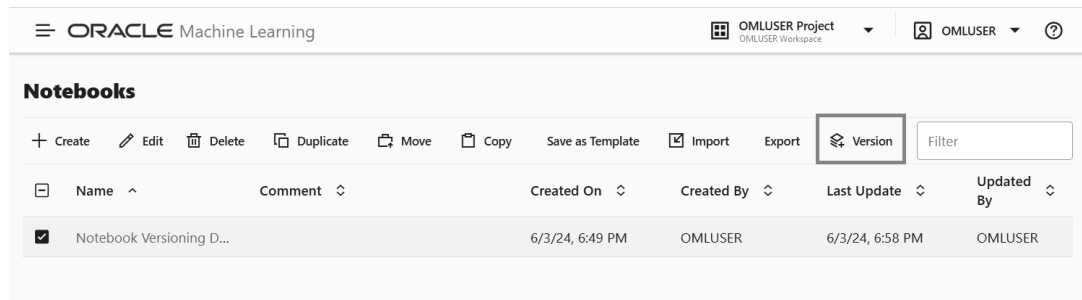 ORACLE Machine Learning
OMLUSER Project
OMLUSER Workspace
OMLUSER
Notebooks
Create Edit Delete Duplicate Move Copy Save as Template Import Export Version Filter
Name Comment Created On Created By Last Update Updated By
Notebook Versioning D... 6/3/24, 6:49 PM OMLUSER 6/3/24, 6:58 PM OMLUSER